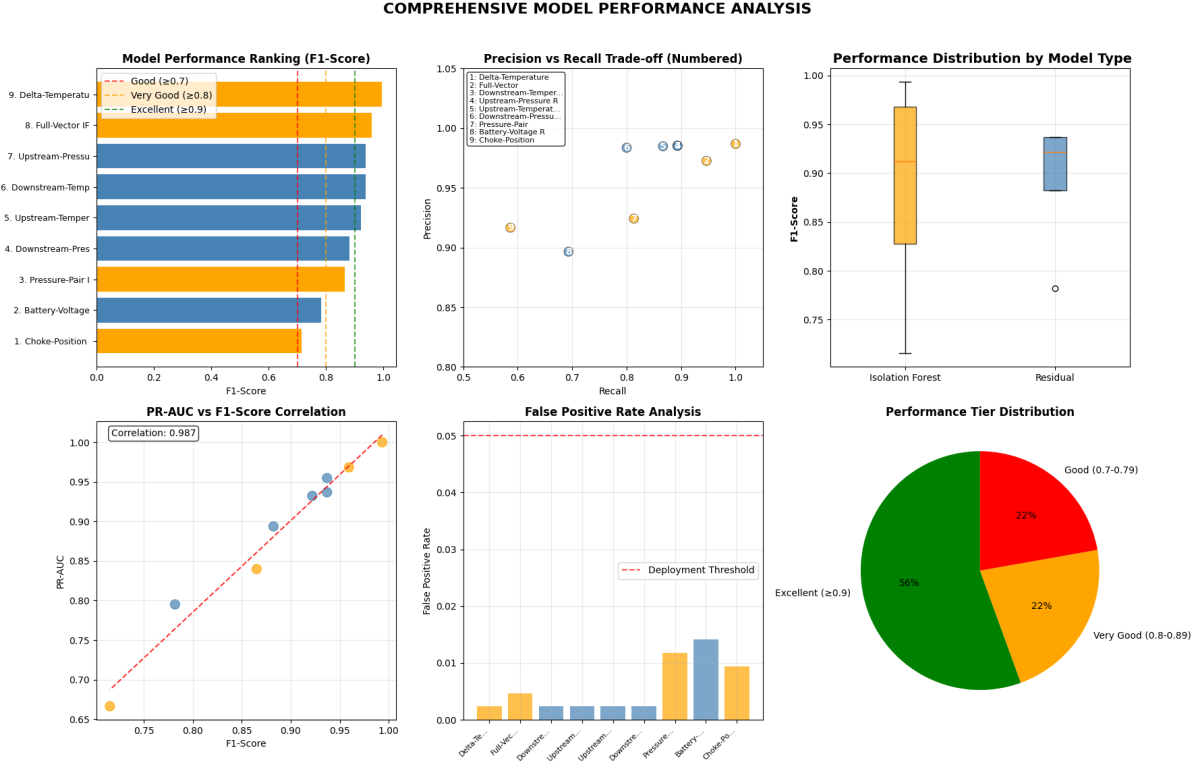 COMPREHENSIVE MODEL PERFORMANCE ANALYSIS
Model Performance Ranking (F1-Score)
Good (≥0.7)
Very Good (≥0.8)
Excellent (≥0.9)
9. Delta-Temperatu
8. Full-Vector IF
7. Upstream-Pressu
6. Downstream-Temp
5. Upstream-Temper
4. Downstream-Pres
3. Pressure-Pair I
2. Battery-Voltage
1. Choke-Position
0.0 0.2 0.4 0.6 0.8 1.0
F1-Score
Precision vs Recall Trade-off (Numbered)
1: Delta-Temperature
2: Full-Vector
3: Downstream-Temper...
4: Upstream-Pressure R
5: Upstream-Temperat...
6: Downstream-Pressu...
7: Pressure-Pair
8: Battery-Voltage R
9: Choke-Position
1.05
1.00
0.95
0.90
0.85
0.80
Precision
9
8
6
7
5
4
2
1
0.5 0.6 0.7 0.8 0.9 1.0
Recall
Performance Distribution by Model Type
1.00
0.95
0.90
0.85
0.80
0.75
F1-Score
Isolation Forest Residual
PR-AUC vs F1-Score Correlation
Correlation: 0.987
1.00
0.95
0.90
0.85
0.80
0.75
0.70
0.65
PR-AUC
0.75 0.80 0.85 0.90 0.95 1.00
F1-Score
False Positive Rate Analysis
0.05
0.04
0.03
0.02
0.01
0.00
False Positive Rate
Deployment Threshold
Delta-Te...
Full-Vec...
Downstre...
Upstream...
Upstream...
Downstre...
Pressure...
Battery-...
Choke-Po...
Performance Tier Distribution
Good (0.7-0.79)
22%
56%
Excellent (≥0.9)
22%
Very Good (0.8-0.89)